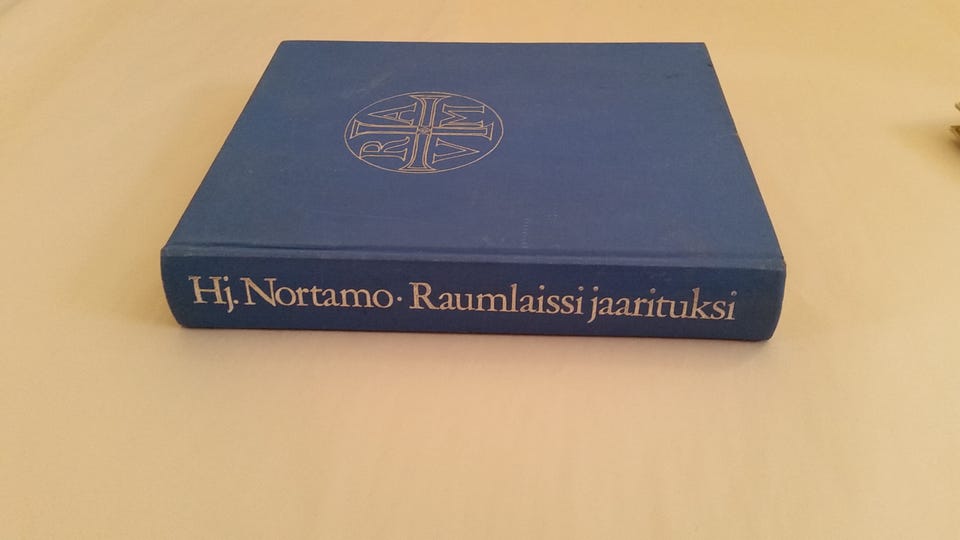 R A
V M
Hj. Nortamo · Raumlaissi jaarituksi